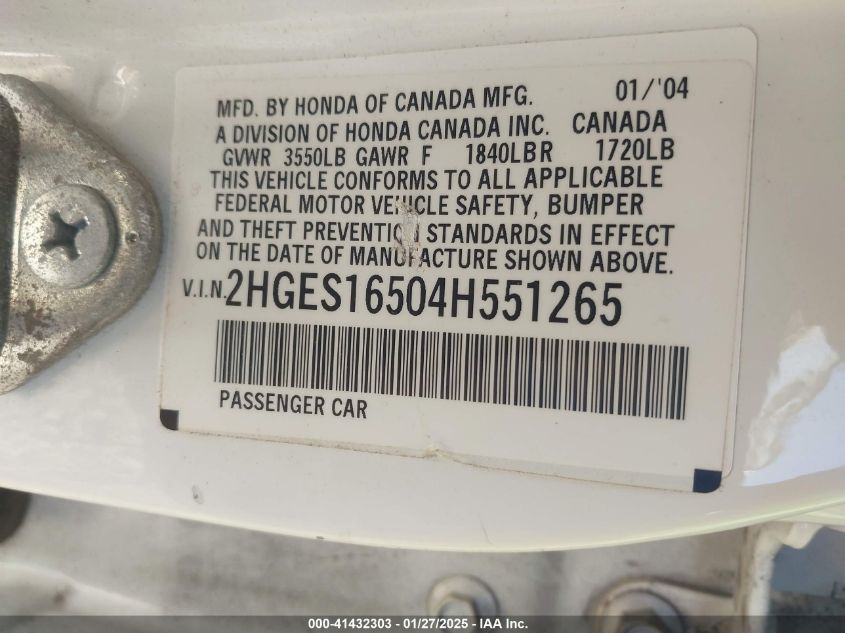 MFD. BY HONDA OF CANADA MFG. 01/'04
A DIVISION OF HONDA CANADA INC. CANADA
GVWR 3550LB GAWR F 1840LB R 1720LB
THIS VEHICLE CONFORMS TO ALL APPLICABLE
FEDERAL MOTOR VEHICLE SAFETY, BUMPER
AND THEFT PREVENTION STANDARDS IN EFFECT
ON THE DATE OF MANUFACTURE SHOWN ABOVE.
V.I.N. 2HGES16504H551265
PASSENGER CAR
000-41432303 - 01/27/2025 - IAA Inc.